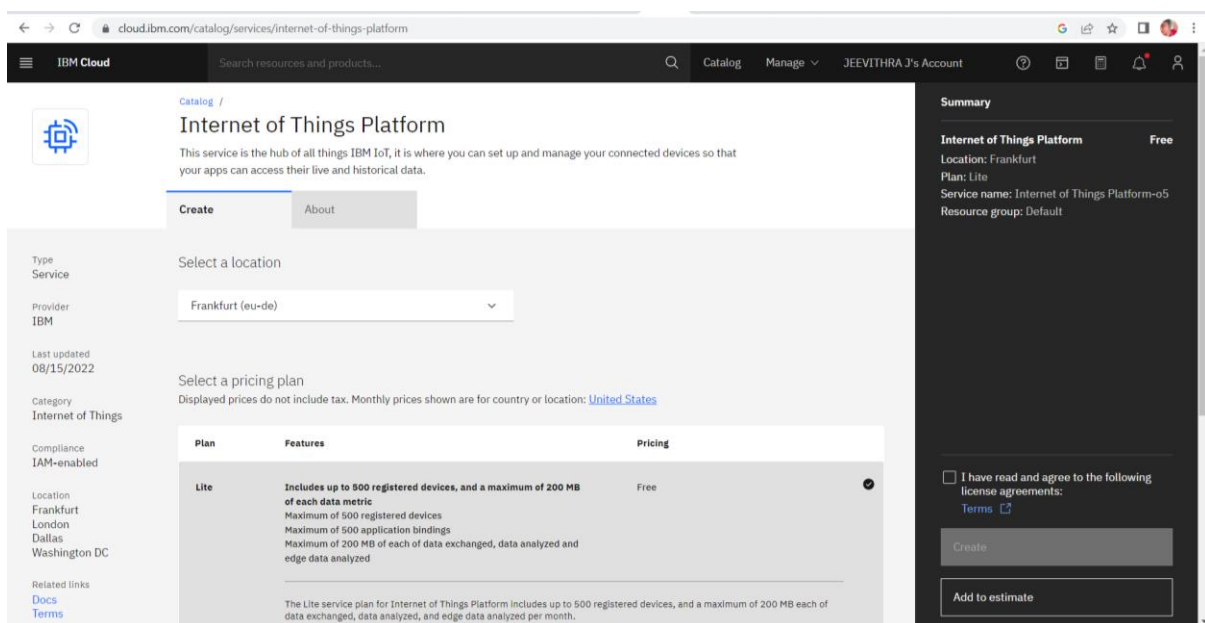 cloud.ibm.com/catalog/services/internet-of-things-platform
IBM Cloud
Search resources and products...
Catalog
Manage
JEEVITHRA J's Account
Catalog /
Internet of Things Platform
This service is the hub of all things IBM IoT, it is where you can set up and manage your connected devices so that
your apps can access their live and historical data.
Create
About
Type
Service
Provider
IBM
Last updated
08/15/2022
Category
Internet of Things
Compliance
IAM-enabled
Location
Frankfurt
London
Dallas
Washington DC
Related links
Docs
Terms
Select a location
Frankfurt (eu-de)
Select a pricing plan
Displayed prices do not include tax. Monthly prices shown are for country or location: United States
Plan Features Pricing
Lite
Includes up to 500 registered devices, and a maximum of 200 MB
of each data metric
Maximum of 500 registered devices
Maximum of 500 application bindings
Maximum of 200 MB of each of data exchanged, data analyzed and
edge data analyzed
Free
The Lite service plan for Internet of Things Platform includes up to 500 registered devices, and a maximum of 200 MB each of
data exchanged, data analyzed, and edge data analyzed per month.
Summary
Internet of Things Platform Free
Location: Frankfurt
Plan: Lite
Service name: Internet of Things Platform-o5
Resource group: Default
I have read and agree to the following
license agreements:
Terms
Create
Add to estimate